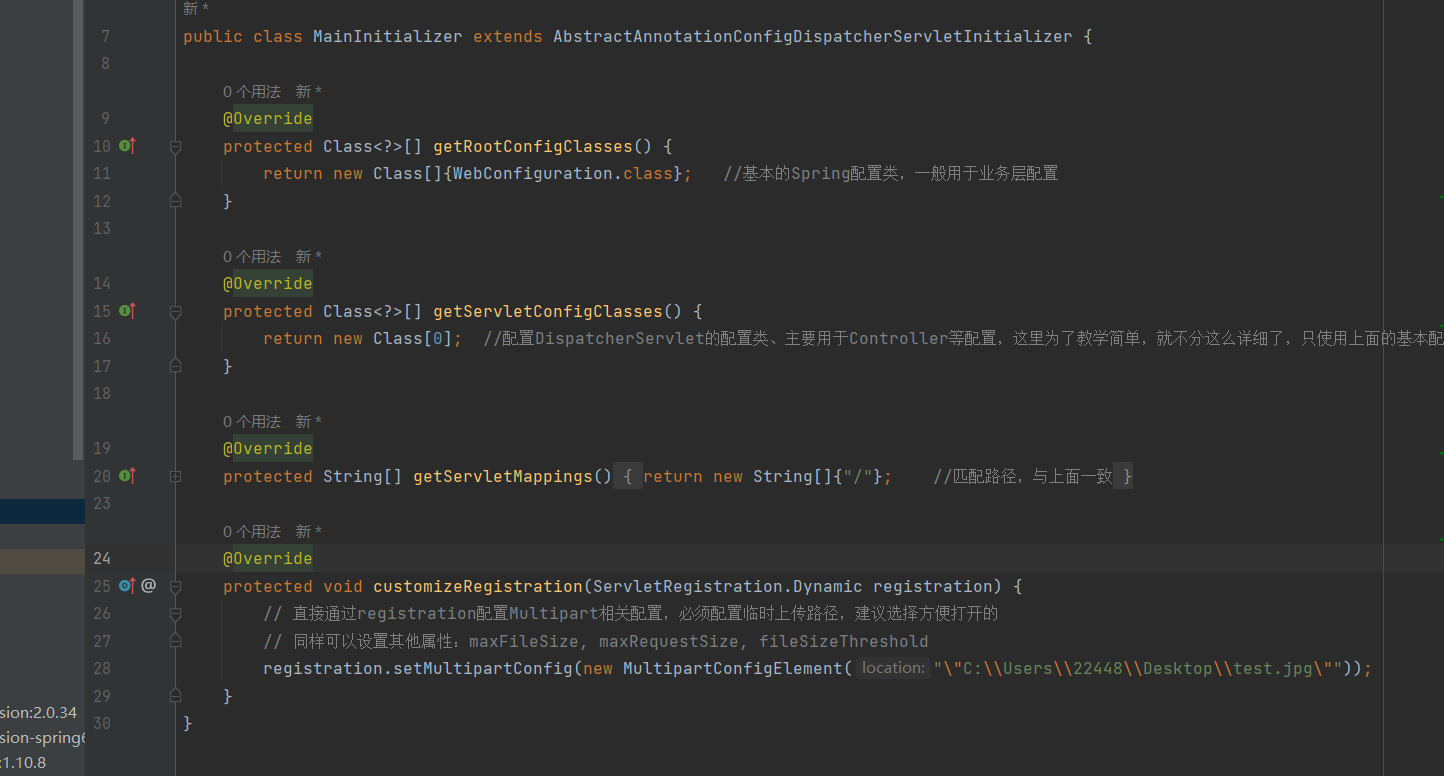 新 *
7 public class MainInitializer extends AbstractAnnotationConfigDispatcherServletInitializer {
8
0 个用法 新 *
9 @Override
10 protected Class<?>[] getRootConfigClasses() {
11 return new Class[]{WebConfiguration.class}; //基本的Spring配置类，一般用于业务层配置
12 }
13
0 个用法 新 *
14 @Override
15 protected Class<?>[] getServletConfigClasses() {
16 return new Class[0]; //配置DispatcherServlet的配置类、主要用于Controller等配置，这里为了教学简单，就不分这么详细了，只使用上面的基本配
17 }
18
0 个用法 新 *
19 @Override
20 protected String[] getServletMappings() { return new String[]{"/"}; //匹配路径，与上面一致 }
23
0 个用法 新 *
24 @Override
25 @ protected void customizeRegistration(ServletRegistration.Dynamic registration) {
26 // 直接通过registration配置Multipart相关配置，必须配置临时上传路径，建议选择方便打开的
27 // 同样可以设置其他属性：maxFileSize, maxRequestSize, fileSizeThreshold
28 registration.setMultipartConfig(new MultipartConfigElement( location: "\"C:\\Users\\22448\\Desktop\\test.jpg\""));
29 }
30 }
sion:2.0.34
sion-spring6
:1.10.8